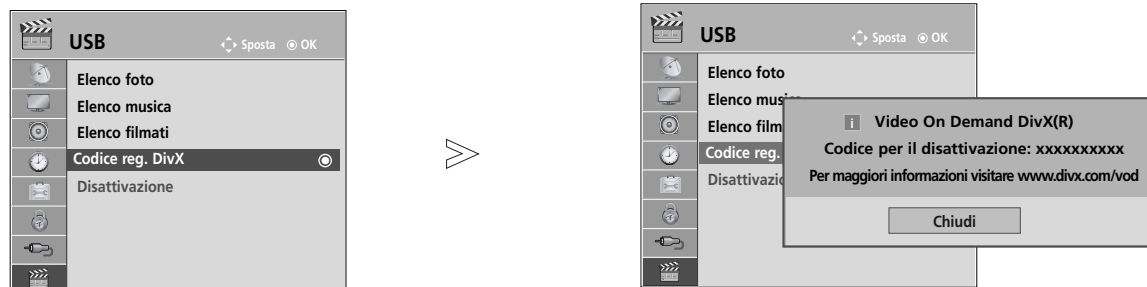 USB
Sposta OK
Elenco foto
Elenco musica
Elenco filmati
Codice reg. DivX
Disattivazione
USB
Sposta OK
Elenco foto
Elenco mus
Elenco film
Codice reg.
Disattivazio
i Video On Demand DivX(R)
Codice per il disattivazione: xxxxxxxxxx
Per maggiori informazioni visitare www.divx.com/vod
Chiudi